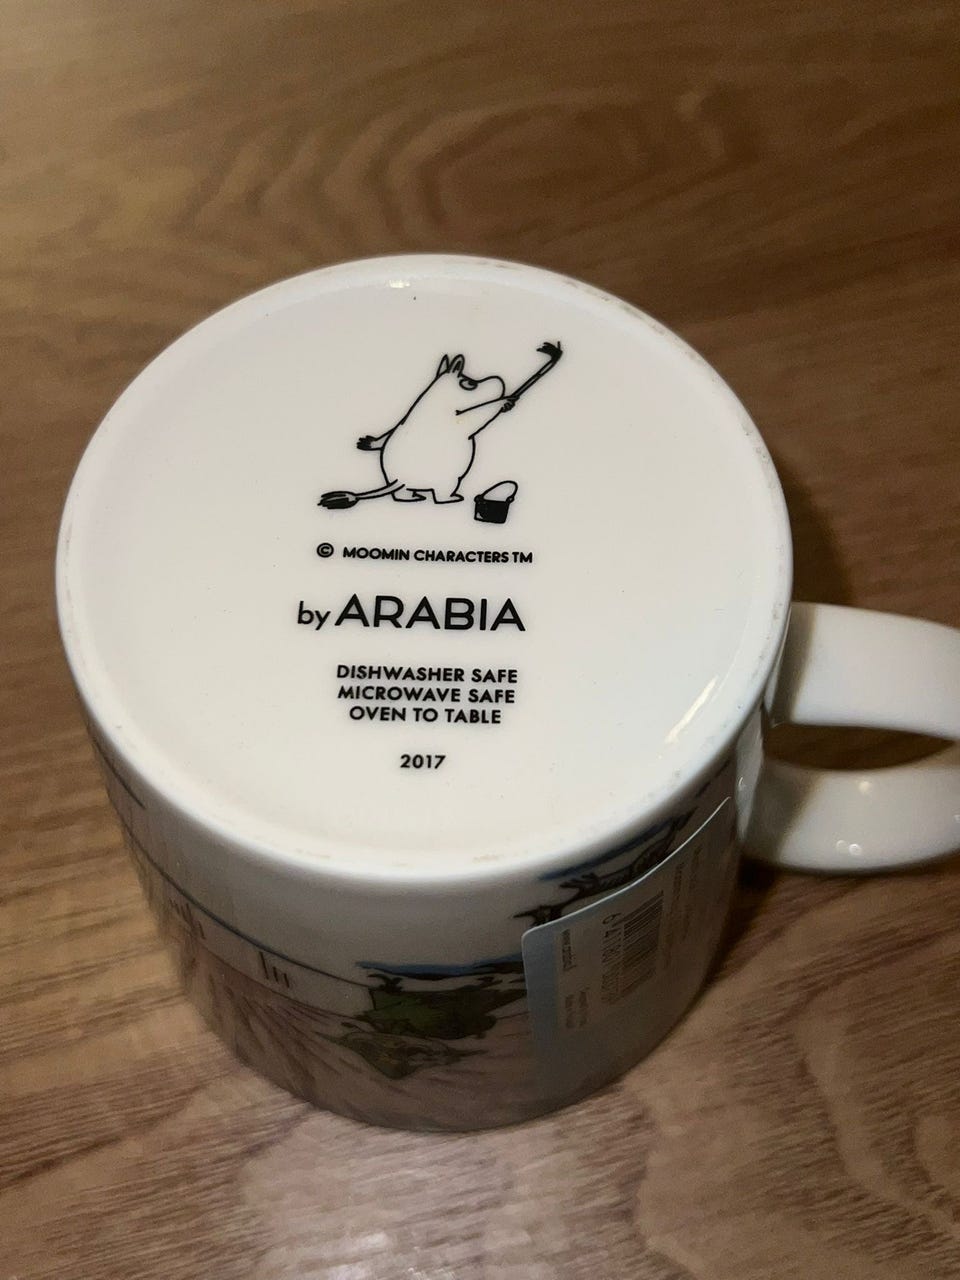 © MOOMIN CHARACTERS TM
by ARABIA
DISHWASHER SAFE
MICROWAVE SAFE
OVEN TO TABLE
2017